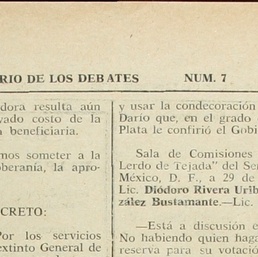 RIO DE LOS DEBATES NUM. 7
dora resulta aún
vado costo de la
beneficiaria.
mos someter a la
beranía, la apro-
CRETO:
Por los servicios
extinto General de
y usar la condecoración
Darío que, en el grado
Plata le confirió el Gobi
Sala de Comisiones
Lerdo de Tejada" del Se
México, D. F., a 29 de
Lic. Diódoro Rivera Urib
zález Bustamante.—Lic.
—Está a discusión e
No habiendo quien haga
reserva para su votació